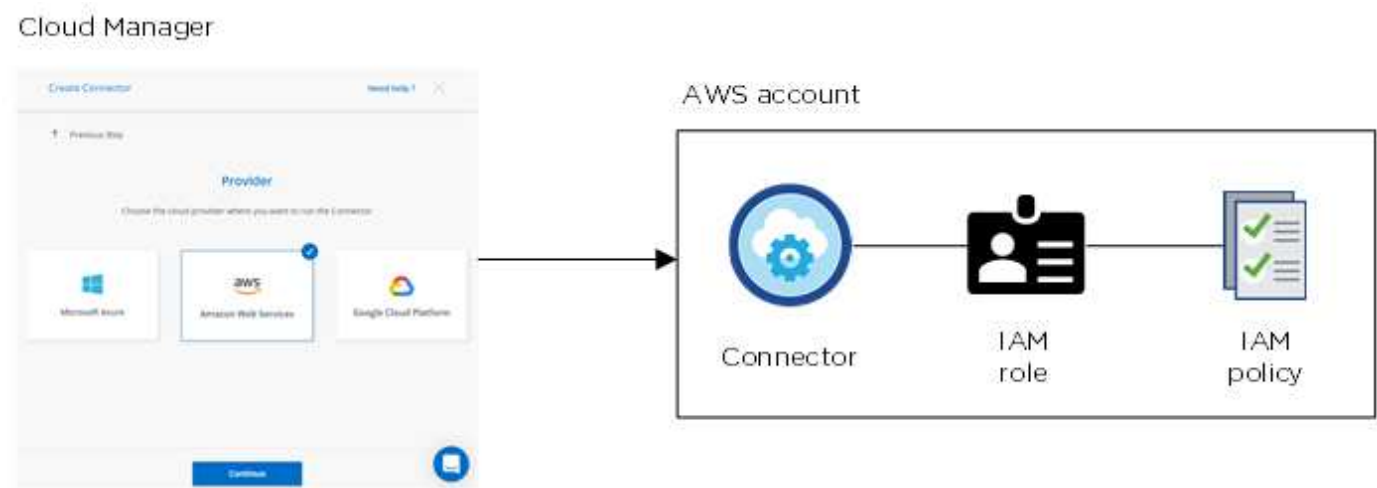 Cloud Manager
Create Connector
Need help?
Previous Step
Provider
Choose the cloud provider where you want to run the Connector
Microsoft Azure
aws
Amazon Web Services
Google Cloud Platform
Continue
AWS account
Connector
IAM
role
IAM
policy